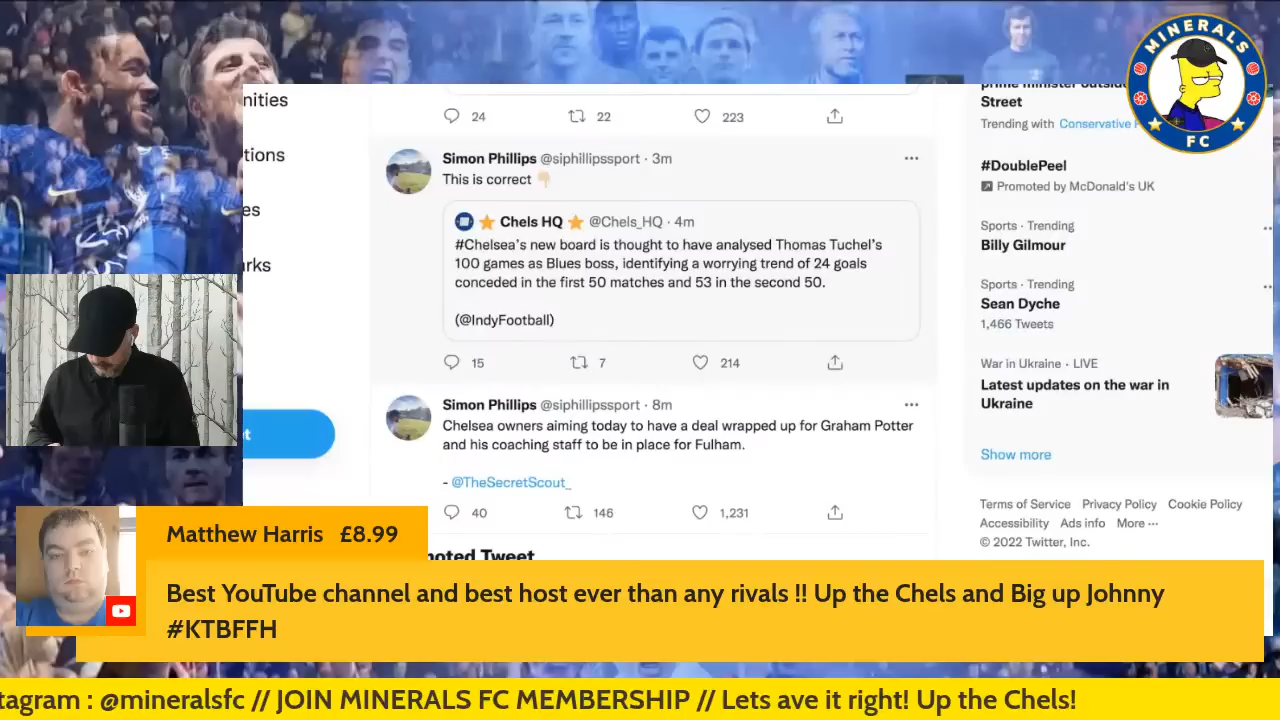 MINERALS
FC
nities
tions
es
rks
et
24
22
223
Simon Phillips @siphillipssport · 3m
This is correct 👇🏻
⭐ Chels HQ ⭐ @Chels_HQ · 4m
#Chelsea's new board is thought to have analysed Thomas Tuchel's
100 games as Blues boss, identifying a worrying trend of 24 goals
conceded in the first 50 matches and 53 in the second 50.
(@IndyFootball)
15
7
214
Simon Phillips @siphillipssport · 8m
Chelsea owners aiming today to have a deal wrapped up for Graham Potter
and his coaching staff to be in place for Fulham.
- @TheSecretScout_
40
146
1,231
noted Tweet
prime minister outside
Street
Trending with Conservative
#DoublePeel
Promoted by McDonald's UK
Sports · Trending
Billy Gilmour
Sports · Trending
Sean Dyche
1,466 Tweets
War in Ukraine · LIVE
Latest updates on the war in
Ukraine
Show more
Terms of Service Privacy Policy Cookie Policy
Accessibility Ads info More ···
© 2022 Twitter, Inc.
Matthew Harris £8.99
Best YouTube channel and best host ever than any rivals !! Up the Chels and Big up Johnny
#KTBFFH
tagram : @mineralsfc // JOIN MINERALS FC MEMBERSHIP // Lets ave it right! Up the Chels!